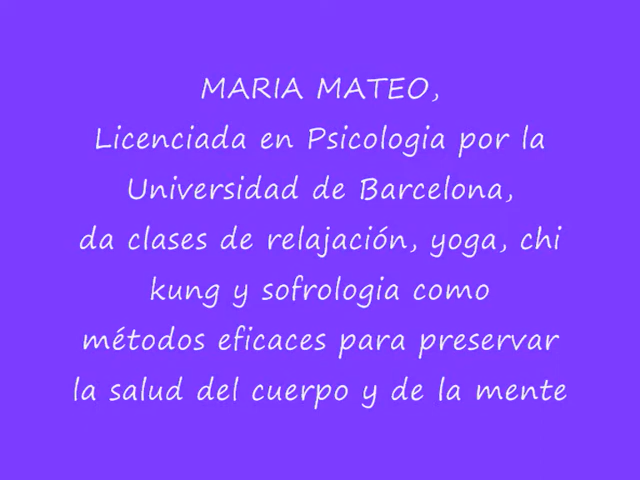 MARIA MATEO,
Licenciada en Psicologia por la
Universidad de Barcelona,
da clases de relajación, yoga, chi
kung y sofrologia como
métodos eficaces para preservar
la salud del cuerpo y de la mente